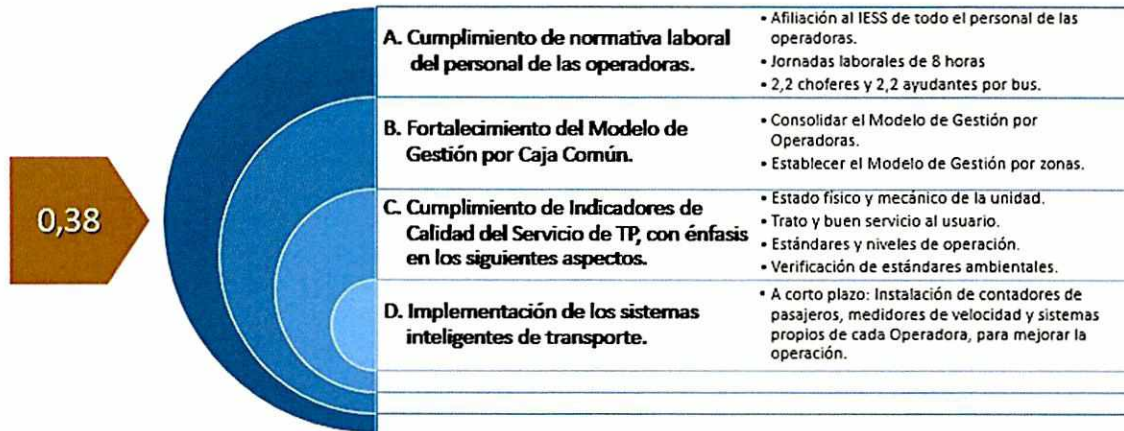 0,38
A. Cumplimiento de normativa laboral
del personal de las operadoras.
• Afiliación al IESS de todo el personal de las
operadoras.
• Jornadas laborales de 8 horas
• 2,2 choferes y 2,2 ayudantes por bus.
B. Fortalecimiento del Modelo de
Gestión por Caja Común.
• Consolidar el Modelo de Gestión por
Operadoras.
• Establecer el Modelo de Gestión por zonas.
C. Cumplimiento de Indicadores de
Calidad del Servicio de TP, con énfasis
en los siguientes aspectos.
• Estado físico y mecánico de la unidad.
• Trato y buen servicio al usuario.
• Estándares y niveles de operación.
• Verificación de estándares ambientales.
D. Implementación de los sistemas
inteligentes de transporte.
• A corto plazo: Instalación de contadores de
pasajeros, medidores de velocidad y sistemas
propios de cada Operadora, para mejorar la
operación.